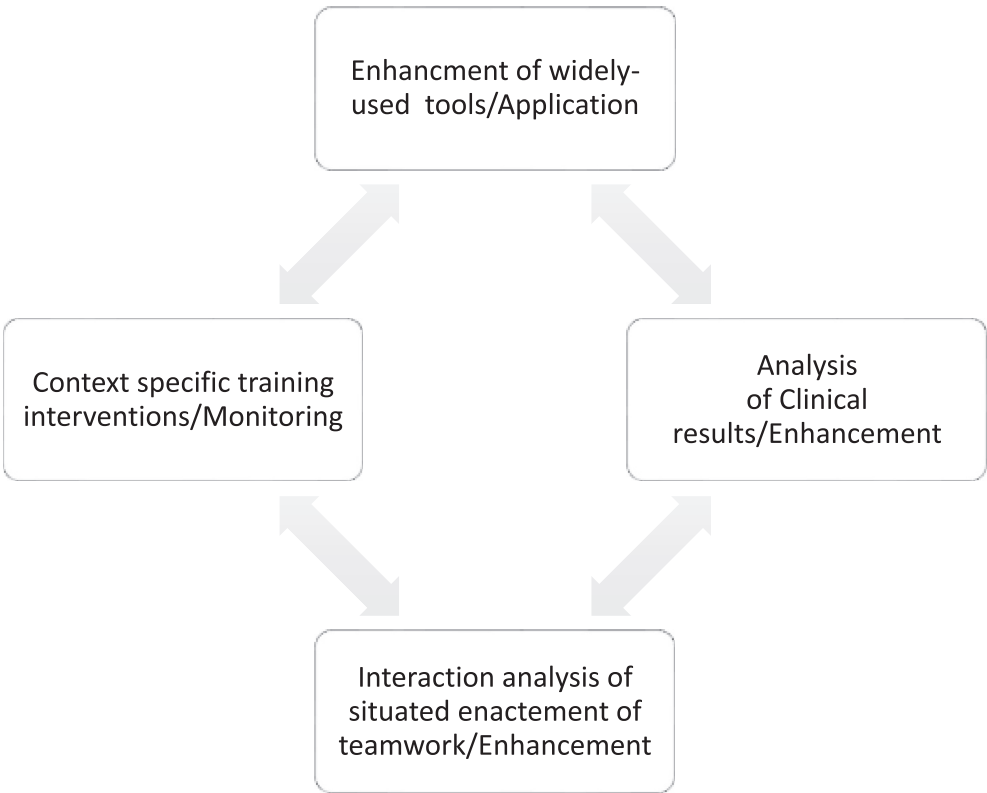 Enhancment of widely-
used tools/Application
Context specific training
interventions/Monitoring
Analysis
of Clinical
results/Enhancement
Interaction analysis of
situated enactement of
teamwork/Enhancement